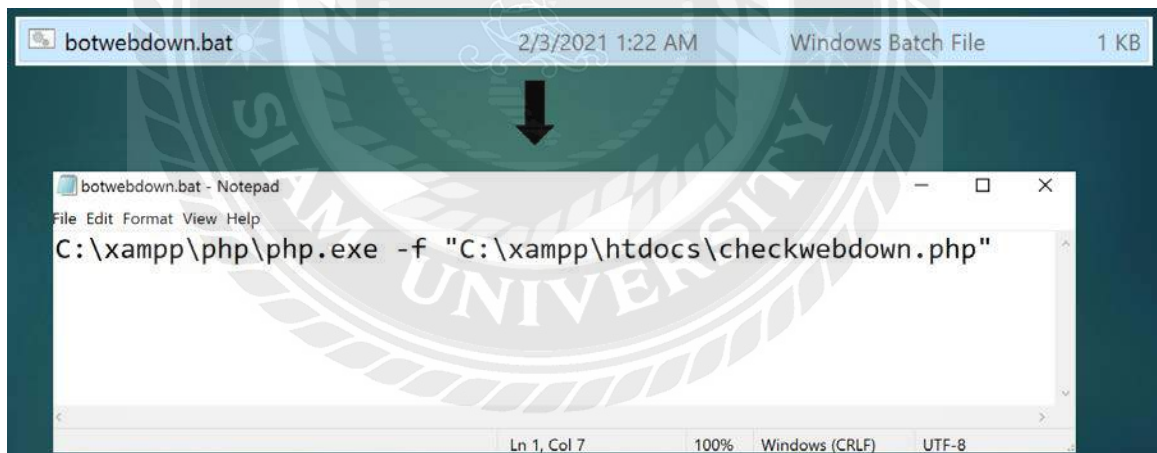 botwebdown.bat 2/3/2021 1:22 AM Windows Batch File 1 KB
botwebdown.bat - Notepad
File Edit Format View Help
C:\xampp\php\php.exe -f "C:\xampp\htdocs\checkwebdown.php"
SIAM UNIVERSITY
Ln 1, Col 7 100% Windows (CRLF) UTF-8